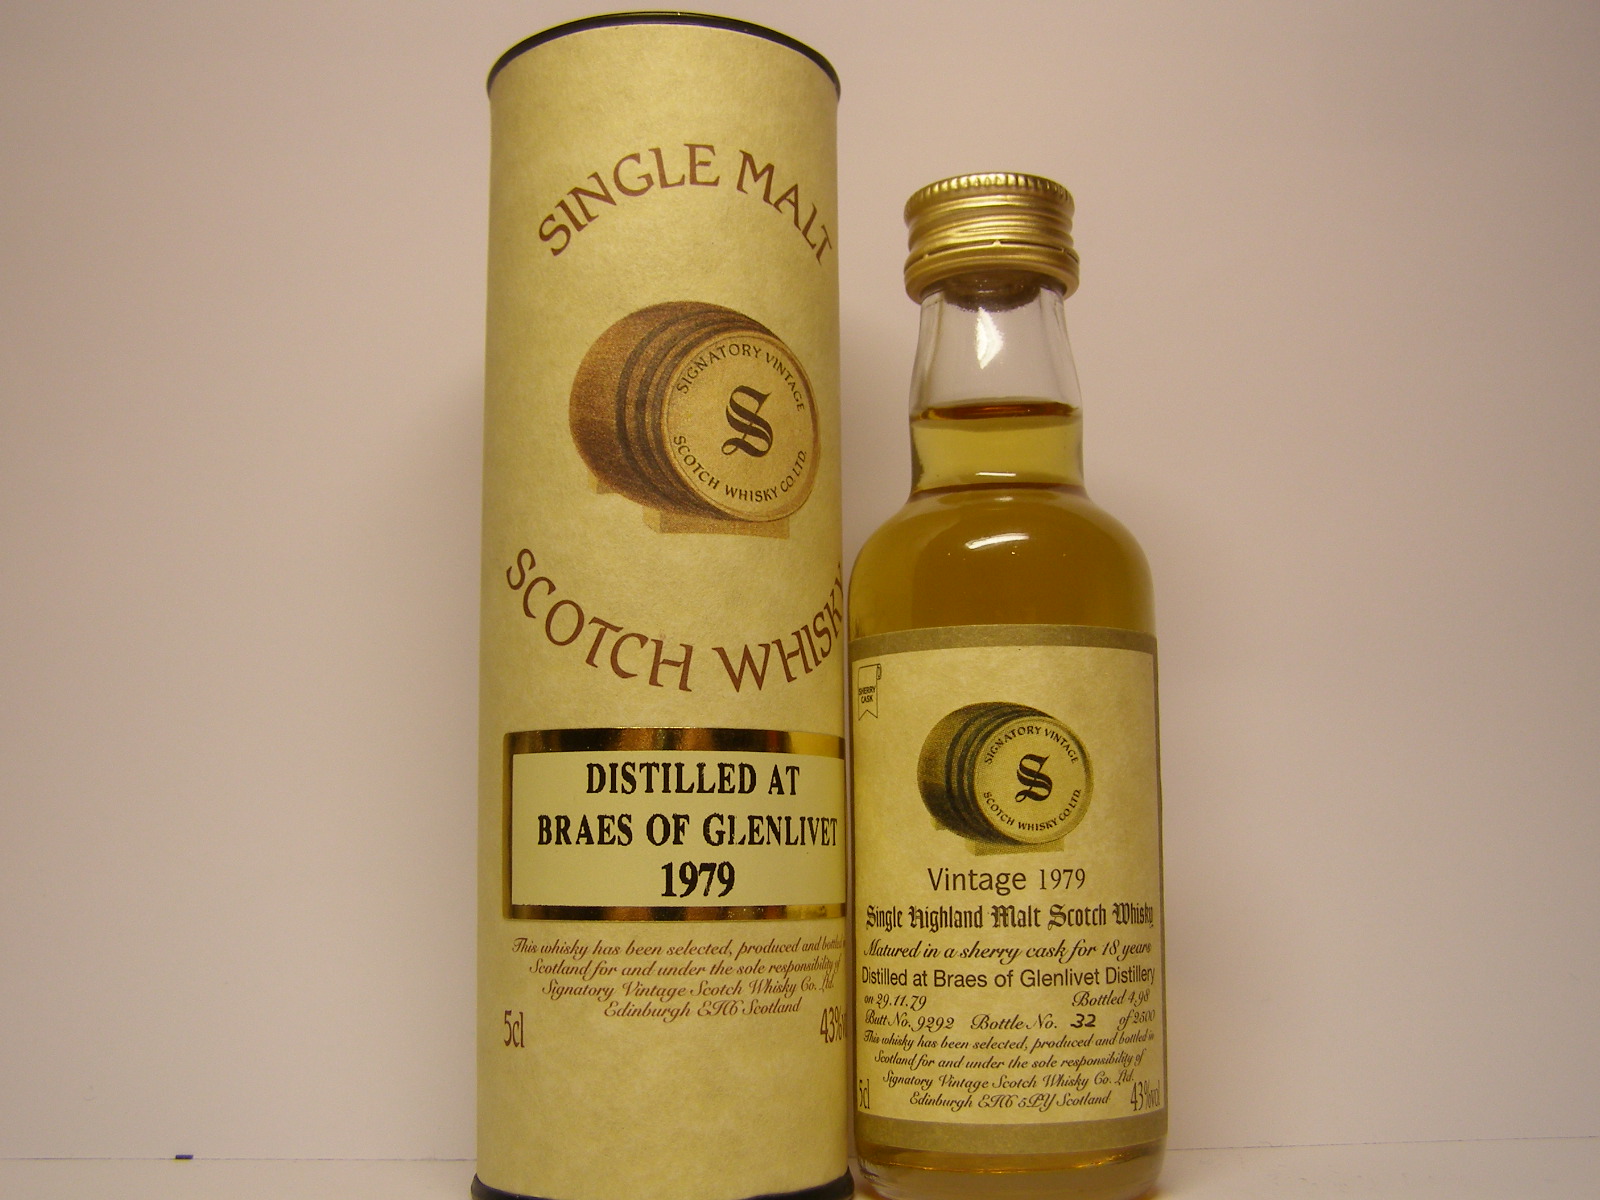 SINGLE MALT
SIGNATORY VINTAGE
S
SCOTCH WHISKY CO. LTD.
SCOTCH WHISKY
DISTILLED AT
BRAES OF GLENLIVET
1979
This whisky has been selected, produced and bottled in
Scotland for and under the sole responsibility of
Signatory Vintage Scotch Whisky Co. Ltd.
Edinburgh EH6 Scotland
5cl 43%
SHERRY
CASK
SIGNATORY VINTAGE
S
SCOTCH WHISKY CO. LTD.
Vintage 1979
Single Highland Malt Scotch Whisky
Matured in a sherry cask for 18 years
Distilled at Braes of Glenlivet Distillery
on 29.11.79 Bottled 4.98
Butt No. 9292 Bottle No. 32 of 2500
This whisky has been selected, produced and bottled in
Scotland for and under the sole responsibility of
Signatory Vintage Scotch Whisky Co. Ltd.
Edinburgh EH6 5PY Scotland
5cl 43%vol